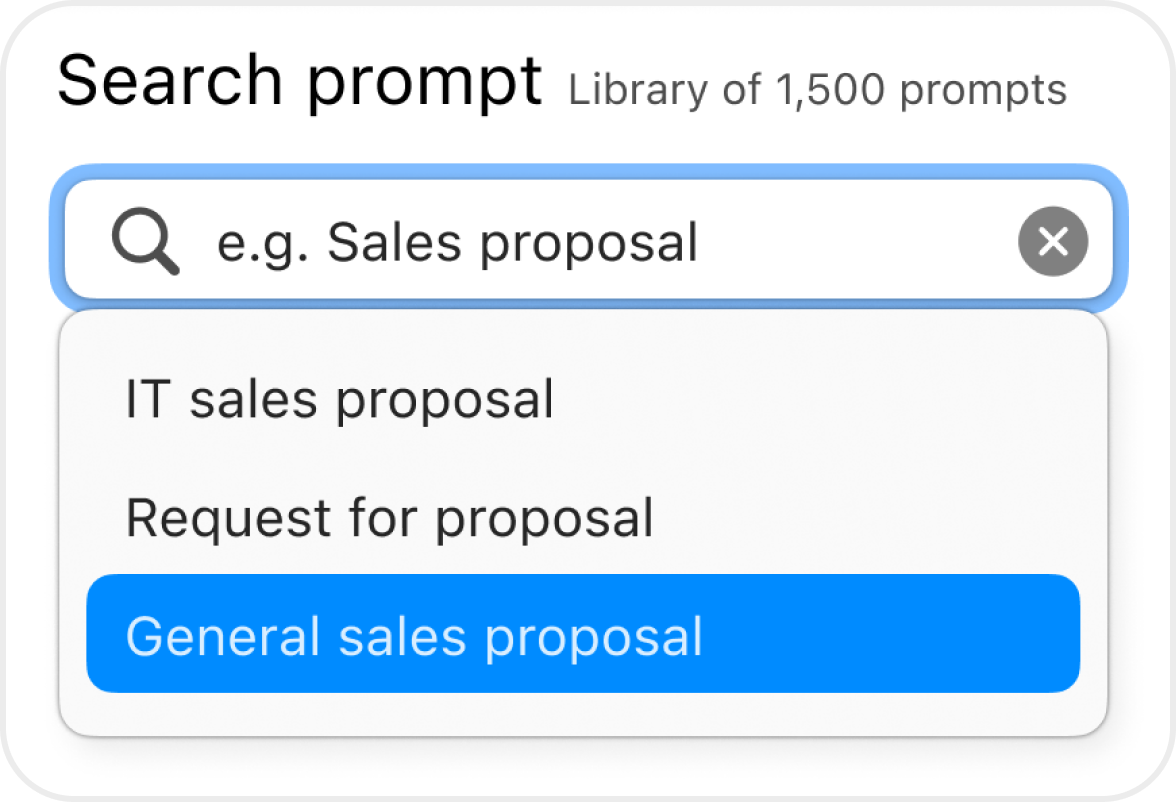 Search prompt Library of 1,500 prompts
e.g. Sales proposal
IT sales proposal
Request for proposal
General sales proposal